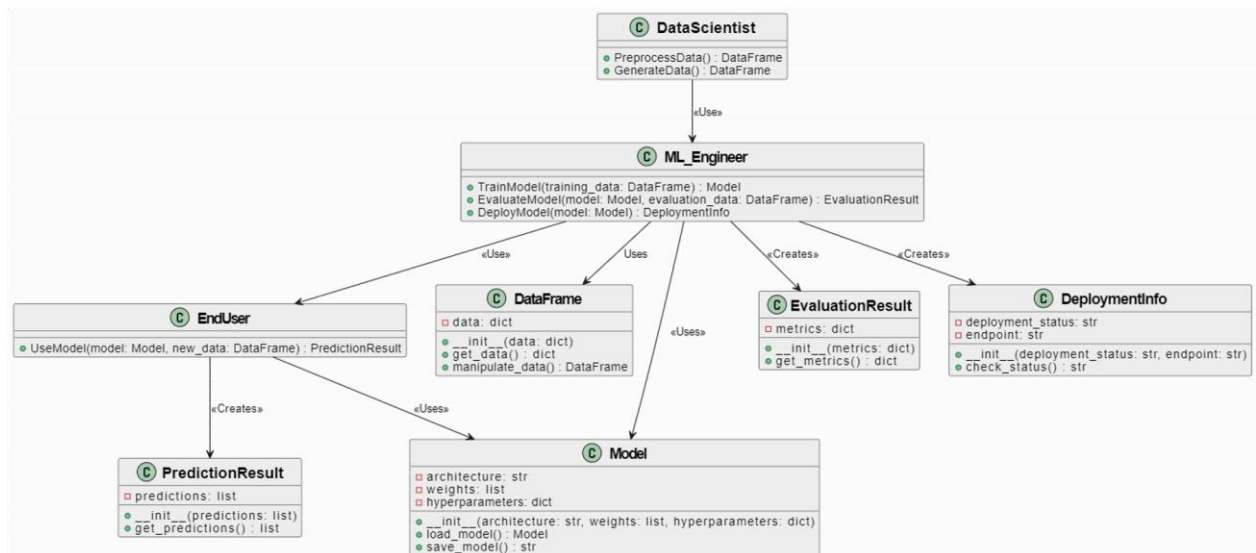 C DataScientist
PreprocessData() : DataFrame
GenerateData() : DataFrame
«Use»
C ML_Engineer
TrainModel(training_data: DataFrame) : Model
EvaluateModel(model: Model, evaluation_data: DataFrame) : EvaluationResult
DeployModel(model: Model) : DeploymentInfo
«Use»
Uses
«Uses»
«Creates»
«Creates»
C EndUser
UseModel(model: Model, new_data: DataFrame) : PredictionResult
C DataFrame
data: dict
__init__(data: dict)
get_data() : dict
manipulate_data() : DataFrame
C EvaluationResult
metrics: dict
__init__(metrics: dict)
get_metrics() : dict
C DeploymentInfo
deployment_status: str
endpoint: str
__init__(deployment_status: str, endpoint: str)
check_status() : str
«Creates»
«Uses»
C PredictionResult
predictions: list
__init__(predictions: list)
get_predictions() : list
C Model
architecture: str
weights: list
hyperparameters: dict
__init__(architecture: str, weights: list, hyperparameters: dict)
load_model() : Model
save_model() : str